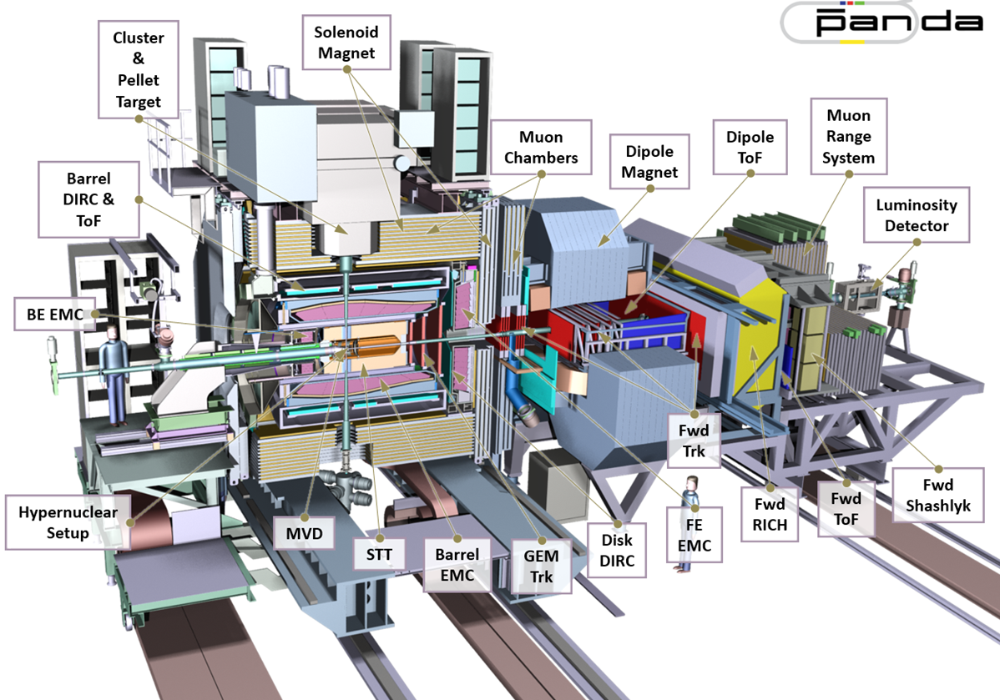 panda
Cluster
&
Pellet
Target
Solenoid
Magnet
Muon
Chambers
Dipole
Magnet
Dipole
ToF
Muon
Range
System
Luminosity
Detector
Barrel
DIRC &
ToF
BE EMC
Hypernuclear
Setup
MVD
STT
Barrel
EMC
GEM
Trk
Disk
DIRC
FE
EMC
Fwd
Trk
Fwd
RICH
Fwd
ToF
Fwd
Shashlyk